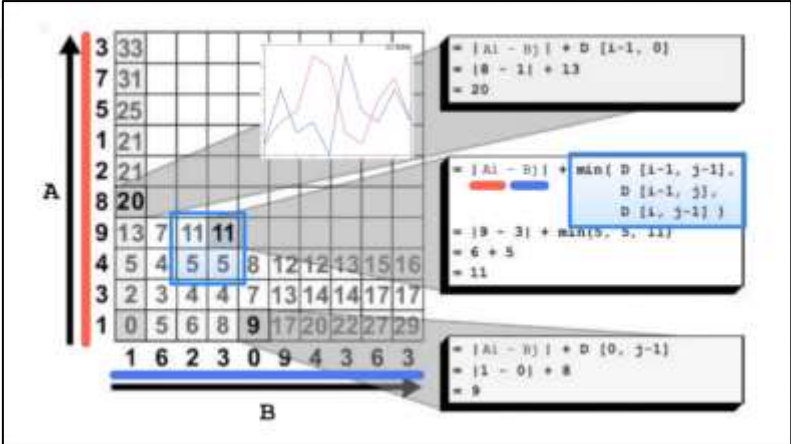 3 33
7 31
5 25
1 21
2 21
A
8 20
9 13 7 11 11
4 5 4 5 5 8 12 12 13 15 16
3 2 3 4 4 7 13 14 14 17 17
1 0 5 6 8 9 17 20 22 27 29
1 6 2 3 0 9 4 3 6 3
B
= |Ai - Bj| + D [i-1, 0]
= |8 - 1| + 13
= 20
= |Ai - Bj| + min( D [i-1, j-1],
D [i-1, j],
D [i, j-1] )
= |9 - 3| + min(5, 5, 11)
= 6 + 5
= 11
= |Ai - Bj| + D [0, j-1]
= |1 - 0| + 8
= 9